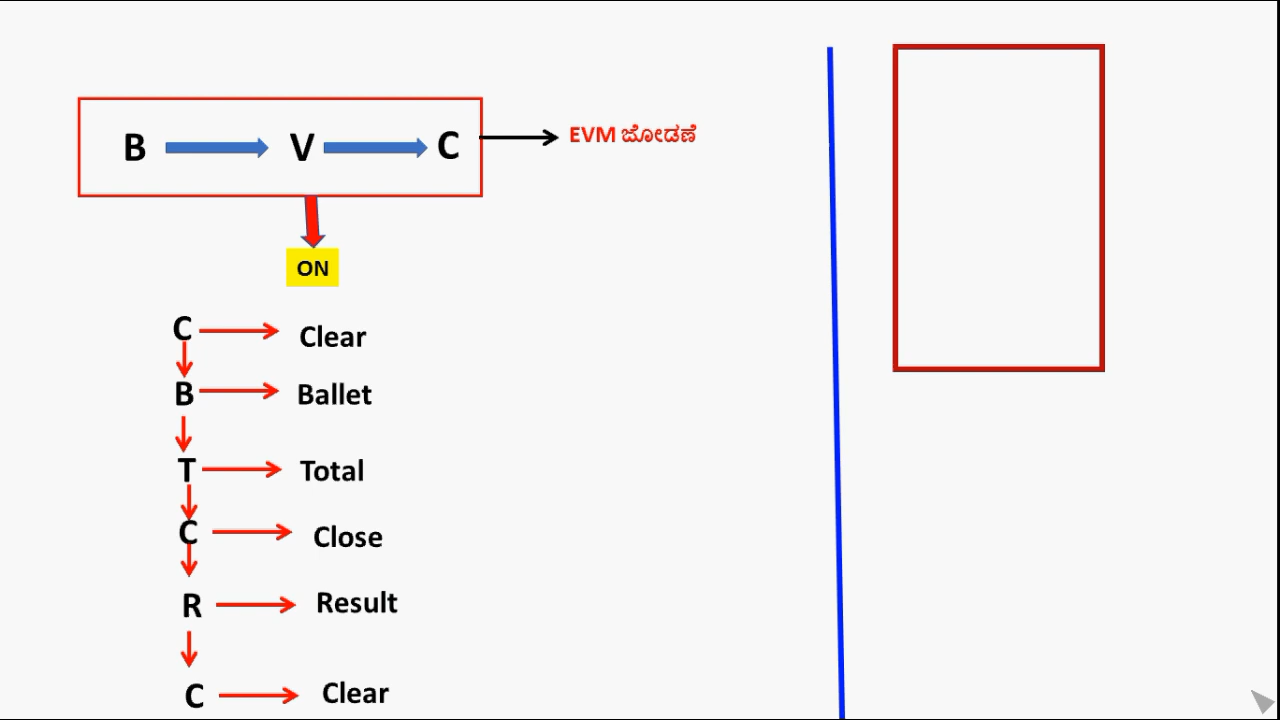 B V C EVM ಜೋಡಣೆ
ON
C Clear
B Ballet
T Total
C Close
R Result
C Clear